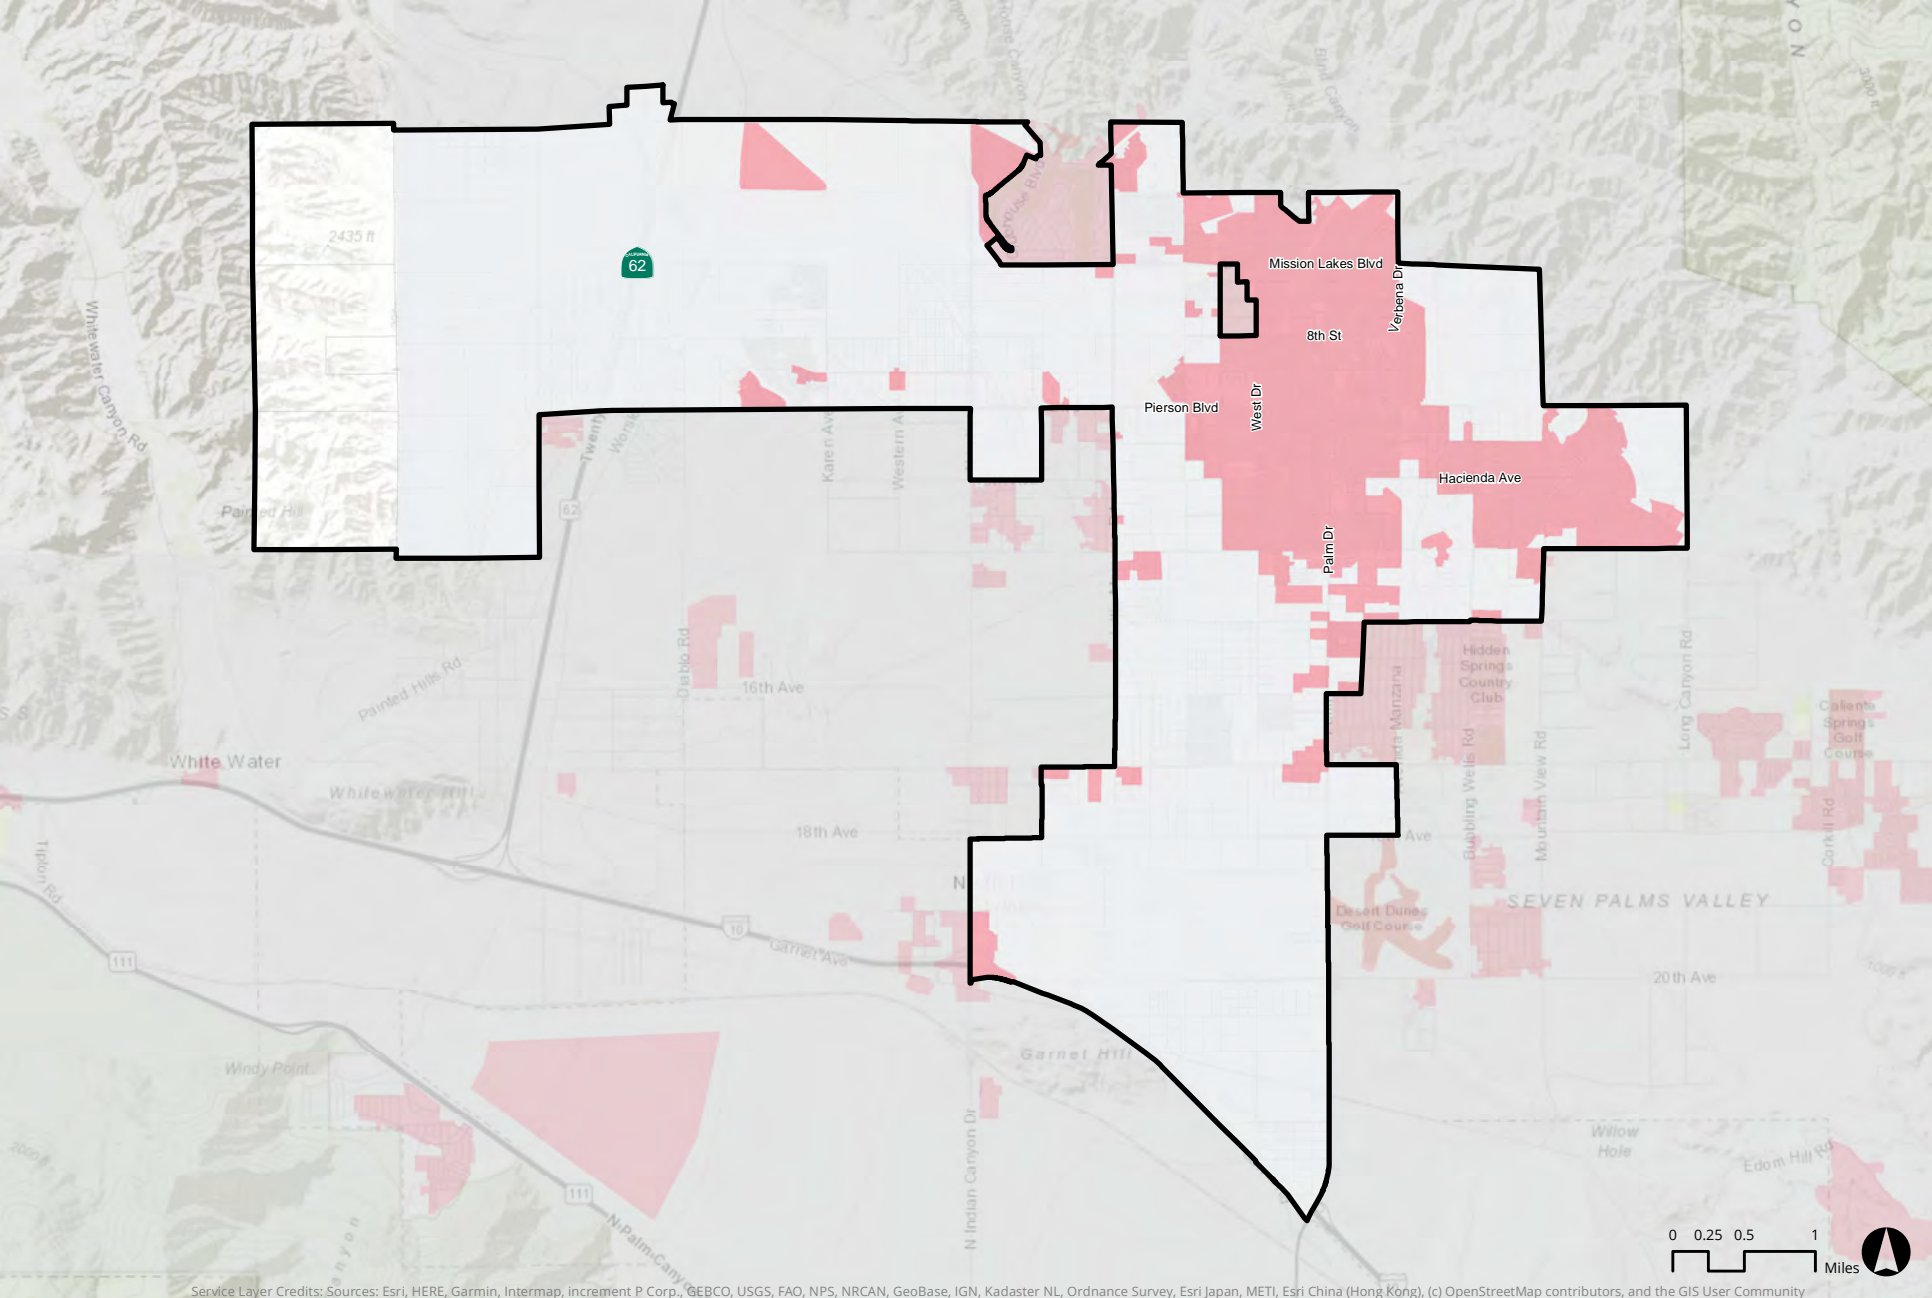 2435 ft
CALIFORNIA
62
Mission Lakes Blvd
Verbena Dr
8th St
Whitewater Canyon Rd
Pierson Blvd
West Dr
Karen Ave
Hacienda Ave
Painted Hill
62
Palm Dr
Diablo Rd
16th Ave
Painted Hills Rd
Hidden
Springs
Country
Club
Long Canyon Rd
Caliente
Springs
Golf
Course
White Water
Bubbling Wells Rd
Mountain View Rd
18th Ave
Corkill Rd
Tipton Rd
SEVEN PALMS VALLEY
Desert Dunes
Golf Course
10
Garnet Ave
111
20th Ave
Garnet Hill
Windy Point
N Indian Canyon Dr
Willow
Hole
Edom Hill Rd
111
N Palm Canyon
0 0.25 0.5 1
Miles
Service Layer Credits: Sources: Esri, HERE, Garmin, Intermap, increment P Corp., GEBCO, USGS, FAO, NPS, NRCAN, GeoBase, IGN, Kadaster NL, Ordnance Survey, Esri Japan, METI, Esri China (Hong Kong), (c) OpenStreetMap contributors, and the GIS User Community